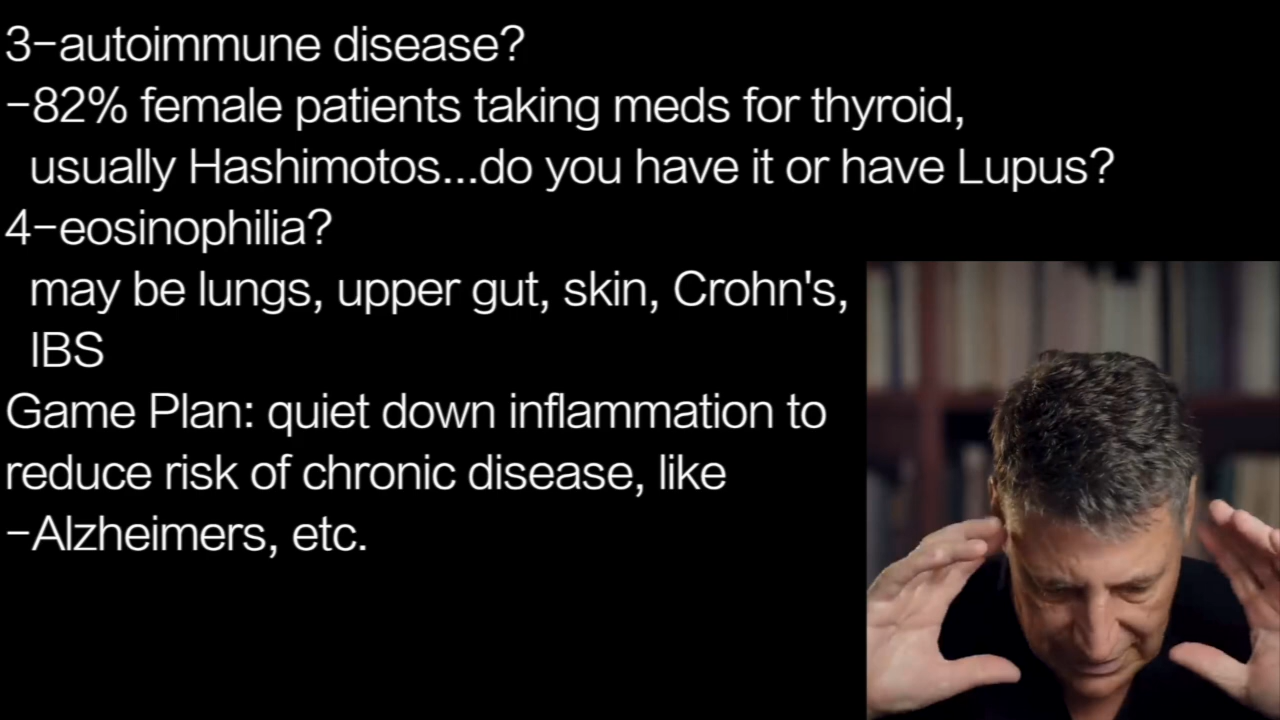 3-autoimmune disease?
-82% female patients taking meds for thyroid,
usually Hashimotos...do you have it or have Lupus?
4-eosinophilia?
may be lungs, upper gut, skin, Crohn's,
IBS
Game Plan: quiet down inflammation to
reduce risk of chronic disease, like
-Alzheimers, etc.